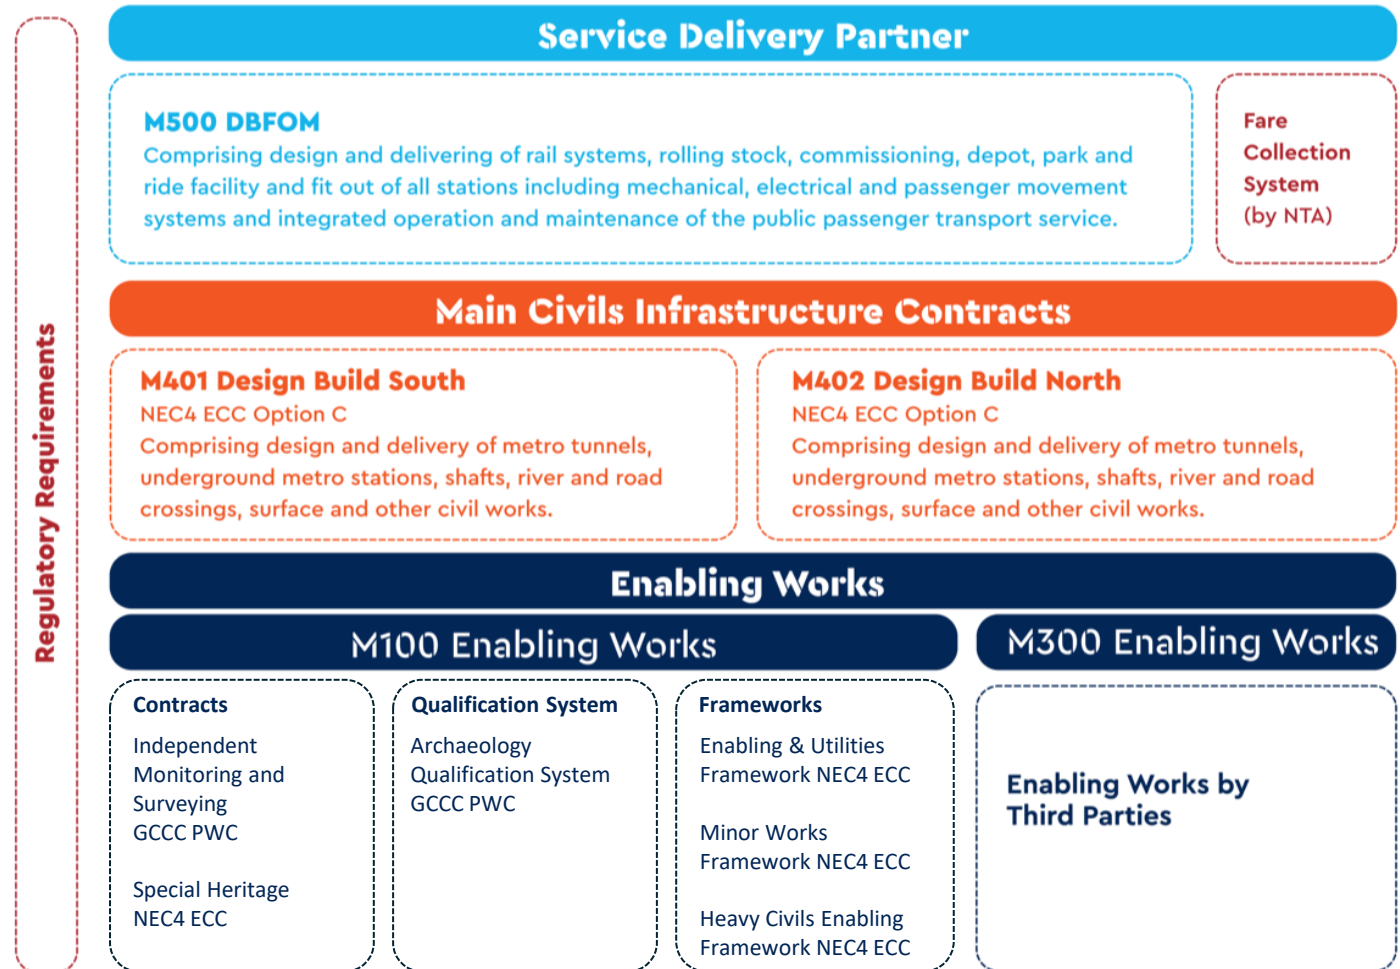 Regulatory Requirements
Service Delivery Partner
M500 DBFOM
Comprising design and delivering of rail systems, rolling stock, commissioning, depot, park and
ride facility and fit out of all stations including mechanical, electrical and passenger movement
systems and integrated operation and maintenance of the public passenger transport service.
Fare
Collection
System
(by NTA)
Main Civils Infrastructure Contracts
M401 Design Build South
NEC4 ECC Option C
Comprising design and delivery of metro tunnels,
underground metro stations, shafts, river and road
crossings, surface and other civil works.
M402 Design Build North
NEC4 ECC Option C
Comprising design and delivery of metro tunnels,
underground metro stations, shafts, river and road
crossings, surface and other civil works.
Enabling Works
M100 Enabling Works
M300 Enabling Works
Contracts
Independent
Monitoring and
Surveying
GCCC PWC
Special Heritage
NEC4 ECC
Qualification System
Archaeology
Qualification System
GCCC PWC
Frameworks
Enabling & Utilities
Framework NEC4 ECC
Minor Works
Framework NEC4 ECC
Heavy Civils Enabling
Framework NEC4 ECC
Enabling Works by
Third Parties